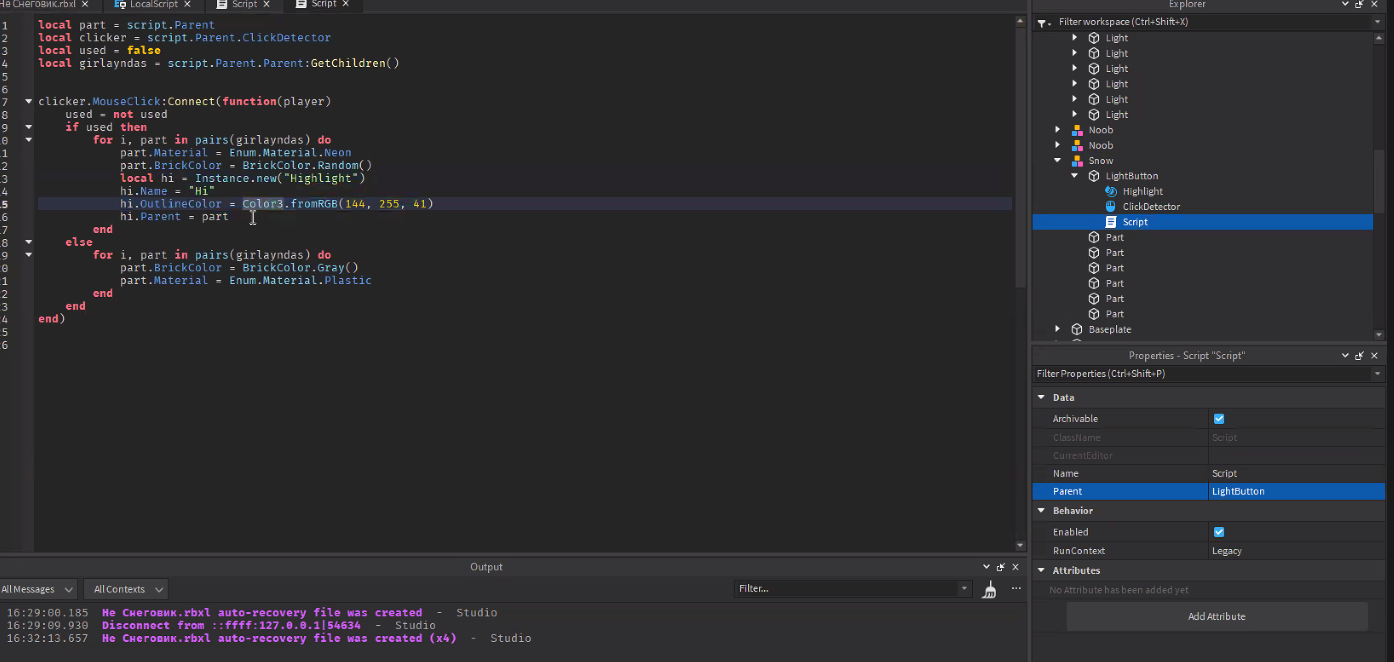 Не Снеговик.rbxl × LocalScript × Script × Script ×
1 local part = script.Parent
2 local clicker = script.Parent.ClickDetector
3 local used = false
4 local girlayndas = script.Parent.Parent:GetChildren()
5
6
7 clicker.MouseClick:Connect(function(player)
8 used = not used
9 if used then
0 for i, part in pairs(girlayndas) do
1 part.Material = Enum.Material.Neon
2 part.BrickColor = BrickColor.Random()
3 local hi = Instance.new("Highlight")
4 hi.Name = "Hi"
5 hi.OutlineColor = Color3.fromRGB(144, 255, 41)
6 hi.Parent = part
7 end
8 else
9 for i, part in pairs(girlayndas) do
0 part.BrickColor = BrickColor.Gray()
1 part.Material = Enum.Material.Plastic
2 end
3 end
4 end)
5
6
Output
All Messages All Contexts Filter...
16:29:00.185 Не Снеговик.rbxl auto-recovery file was created - Studio
16:29:09.930 Disconnect from ::ffff:127.0.0.1|54634 - Studio
16:32:13.657 Не Снеговик.rbxl auto-recovery file was created (x4) - Studio
Explorer
Filter workspace (Ctrl+Shift+X)
Light
Light
Light
Light
Light
Light
Noob
Noob
Snow
LightButton
Highlight
ClickDetector
Script
Part
Part
Part
Part
Part
Part
Baseplate
Properties - Script "Script"
Filter Properties (Ctrl+Shift+P)
Data
Archivable
ClassName Script
CurrentEditor
Name Script
Parent LightButton
Behavior
Enabled
RunContext Legacy
Attributes
No Attribute has been added yet
Add Attribute